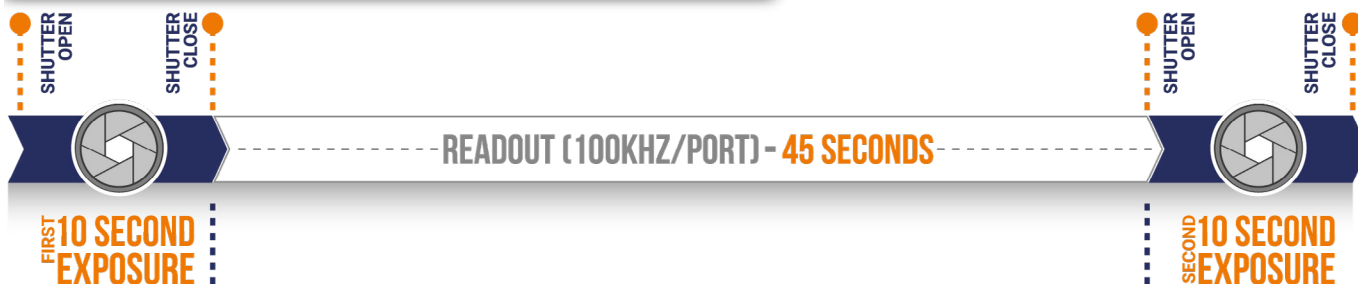 SHUTTER
OPEN
SHUTTER
CLOSE
SHUTTER
OPEN
SHUTTER
CLOSE
READOUT (100KHZ/PORT) - 45 SECONDS
FIRST
10 SECOND
EXPOSURE
SECOND
10 SECOND
EXPOSURE